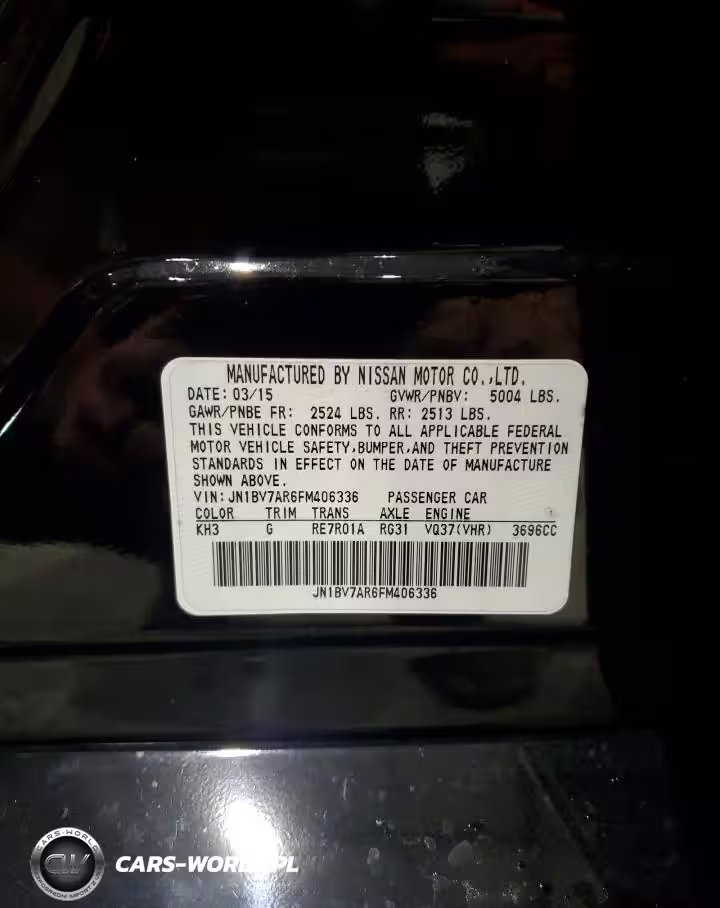 MANUFACTURED BY NISSAN MOTOR CO.,LTD.
DATE: 03/15 GVWR/PNBV: 5004 LBS.
GAWR/PNBE FR: 2524 LBS. RR: 2513 LBS.
THIS VEHICLE CONFORMS TO ALL APPLICABLE FEDERAL
MOTOR VEHICLE SAFETY,BUMPER,AND THEFT PREVENTION
STANDARDS IN EFFECT ON THE DATE OF MANUFACTURE
SHOWN ABOVE.
VIN: JN1BV7AR6FM406336 PASSENGER CAR
COLOR TRIM TRANS AXLE ENGINE
KH3 G RE7R01A RG31 VQ37(VHR) 3696CC
JN1BV7AR6FM406336
CARS-WORLD
CW
CARS-WORLD.PL